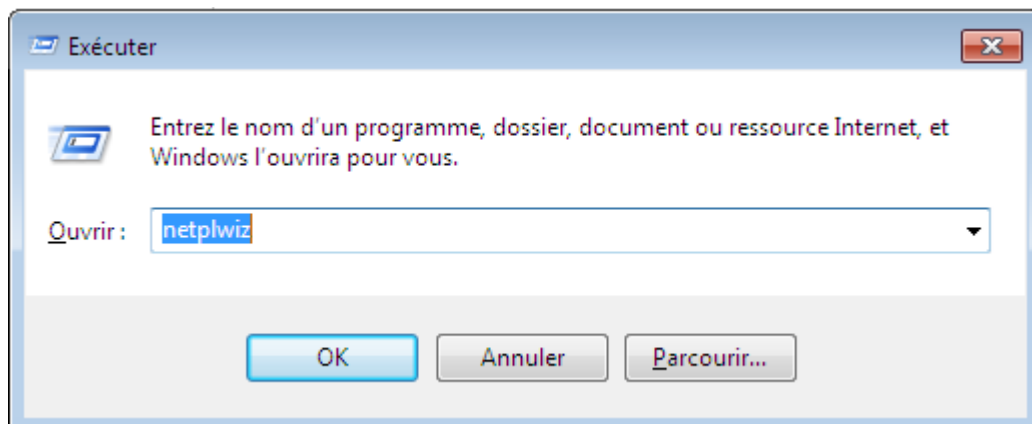 Exécuter
Entrez le nom d'un programme, dossier, document ou ressource Internet, et
Windows l'ouvrira pour vous.
Ouvrir : netplwiz
OK Annuler Parcourir...